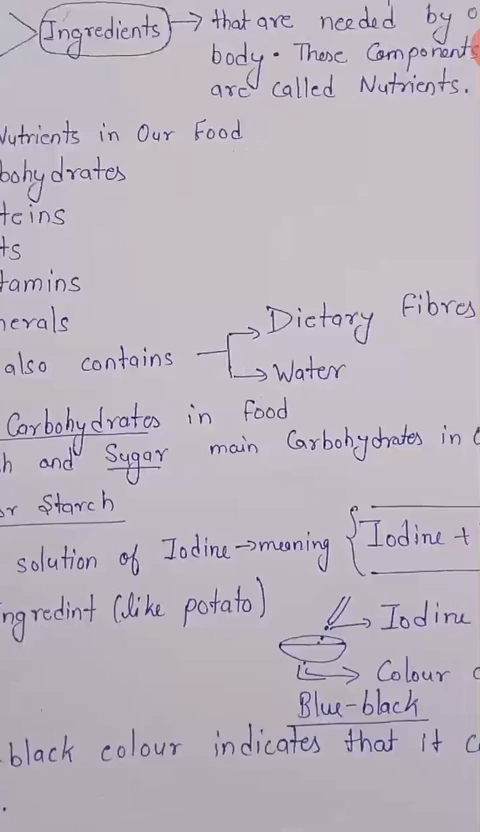 Ingredients → that are needed by o
body. These Components
are called Nutrients.
Nutrients in Our Food
bohydrates
teins
ts
tamins
nerals
also contains → Dietary Fibres
→ Water
Carbohydrates in food
h and Sugar main Carbohydrates in
or Starch
solution of Iodine → meaning { Iodine +
ngredint (like potato)
→ Iodine
→ Colour
Blue-black
black colour indicates that it c